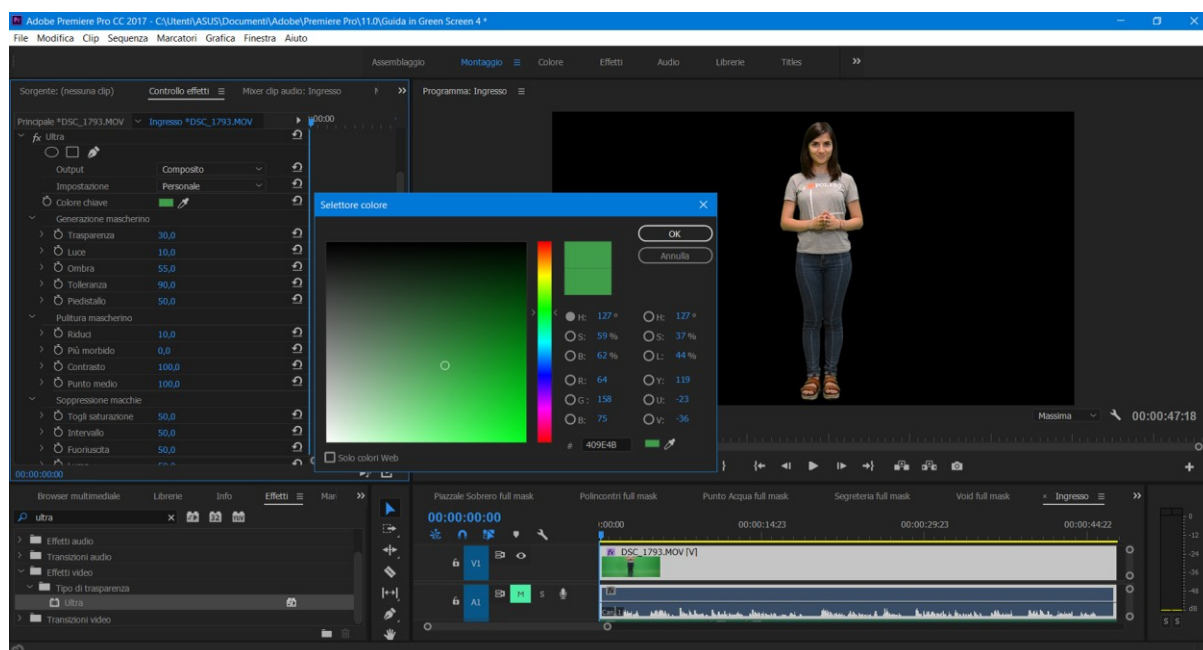 Adobe Premiere Pro CC 2017 - C:\Utenti\ASUS\Documenti\Adobe\Premiere Pro\11.0\Guida in Green Screen 4 *
File Modifica Clip Sequenza Marcatori Grafica Finestra Aiuto
Assemblaggio Montaggio Colore Effetti Audio Librerie Titles
Sorgente: (nessuna clip) Controllo effetti Mixer clip audio: Ingresso
Programma: Ingresso
Principale *DSC_1793.MOV Ingresso *DSC_1793.MOV
fx Ultra
Output Composito
Impostazione Personale
Colore chiave
Generazione mascherino
Trasparenza 30,0
Luce 10,0
Ombra 55,0
Tolleranza 90,0
Piedistallo 50,0
Pulitura mascherino
Riduci 10,0
Più morbido 0,0
Contrasto 100,0
Punto medio 100,0
Soppressione macchie
Togli saturazione 50,0
Intervallo 50,0
Fuoriuscita 50,0
00:00:00:00
Selettore colore
OK
Annulla
H: 127 ° H: 127 °
S: 59 % S: 37 %
B: 62 % L: 44 %
R: 64 Y: 119
G: 158 U: -23
B: 75 V: -36
# 409E4B
Solo colori Web
Massima 00:00:47:18
Browser multimediale Librerie Info Effetti Mar
ultra
Effetti audio
Transizioni audio
Effetti video
Tipo di trasparenza
Ultra
Transizioni video
Piazzale Sobrero full mask Polincontri full mask Punto Acqua full mask Segreteria full mask Void full mask Ingresso
00:00:00:00
:00:00 00:00:14:23 00:00:29:23 00:00:44:22
V1
fx DSC_1793.MOV [V]
A1 M S
0
-12
-24
-36
-48
dB
S S